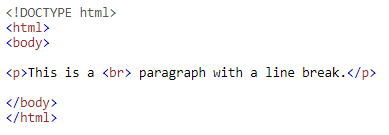 <!DOCTYPE html>
<html>
<body>
<p>This is a <br> paragraph with a line break.</p>
</body>
</html>